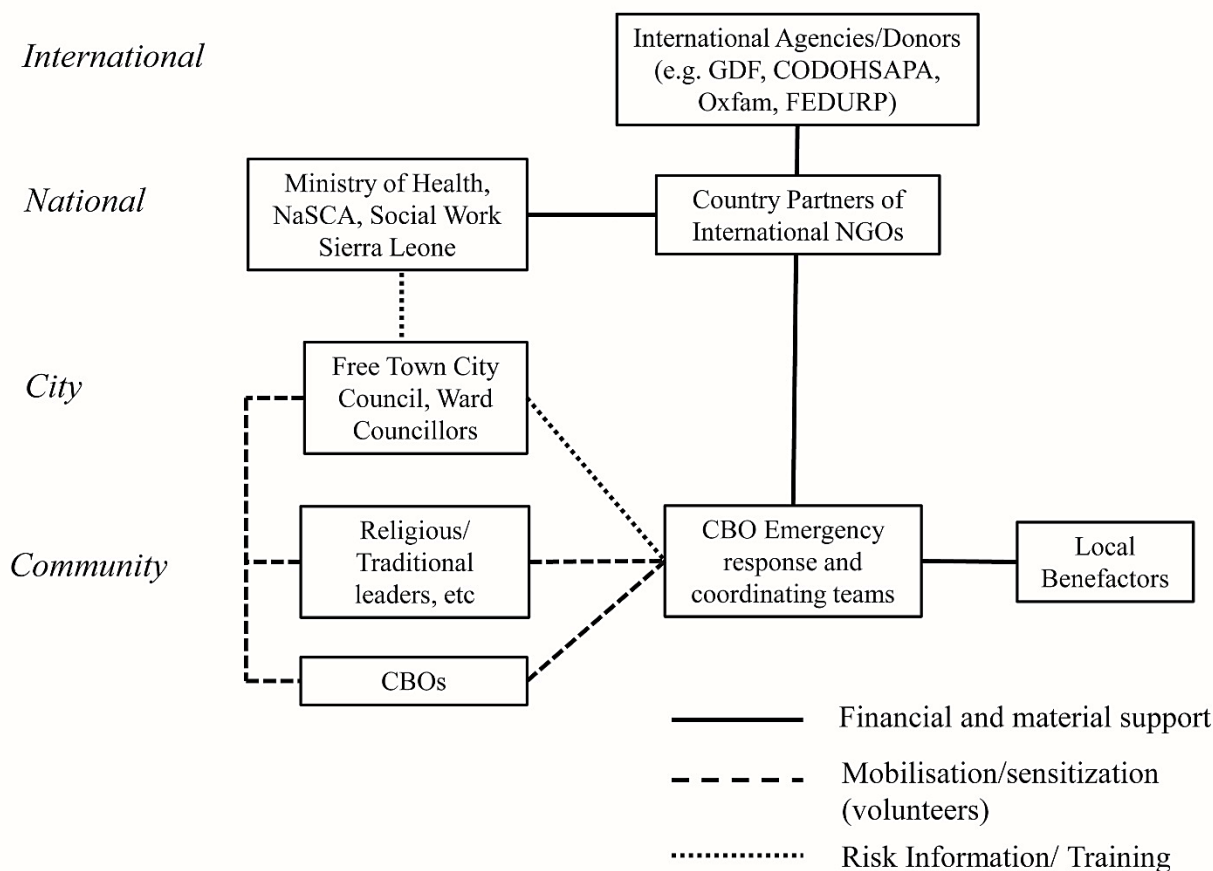 International
International Agencies/Donors
(e.g. GDF, CODOHSAPA,
Oxfam, FEDURP)
National
Ministry of Health,
NaSCA, Social Work
Sierra Leone
Country Partners of
International NGOs
City
Free Town City
Council, Ward
Councillors
Community
Religious/
Traditional
leaders, etc
CBO Emergency
response and
coordinating teams
Local
Benefactors
CBOs
Financial and material support
Mobilisation/sensitization
(volunteers)
Risk Information/ Training